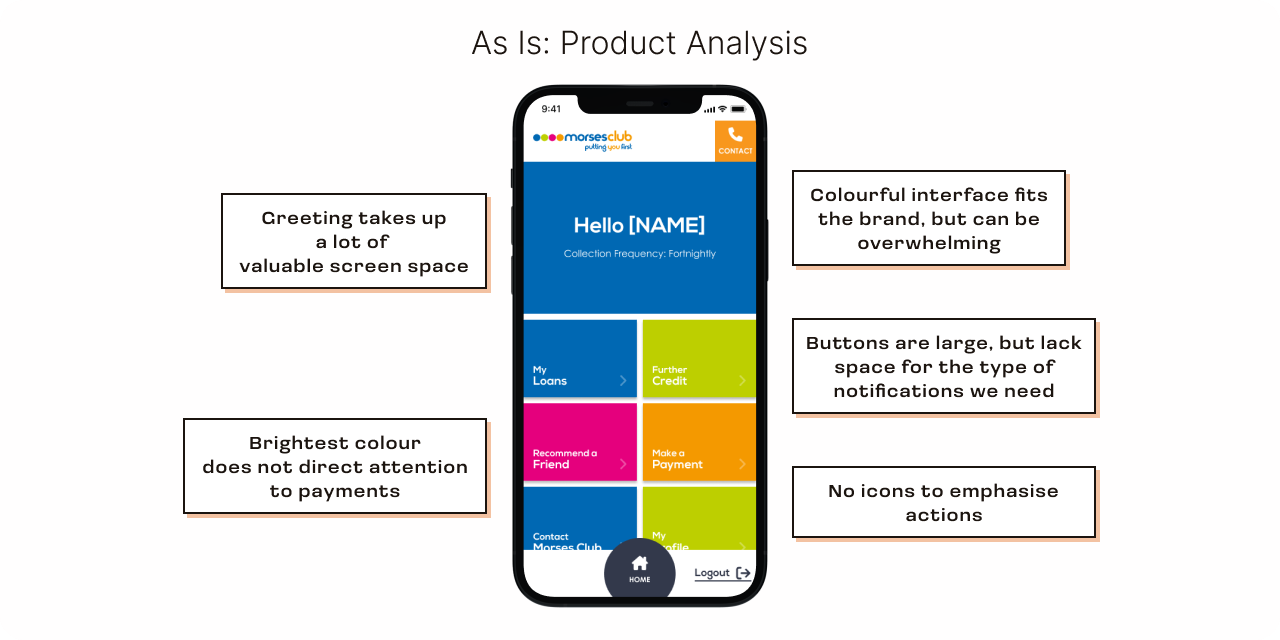 As Is: Product Analysis
9:41
morsesclub
putting you first
CONTACT
Hello [NAME]
Collection Frequency: Fortnightly
My
Loans
Further
Credit
Recommend a
Friend
Make a
Payment
Contact
Morses Club
My
HOME
Logout
Greeting takes up
a lot of
valuable screen space
Brightest colour
does not direct attention
to payments
Colourful interface fits
the brand, but can be
overwhelming
Buttons are large, but lack
space for the type of
notifications we need
No icons to emphasise
actions